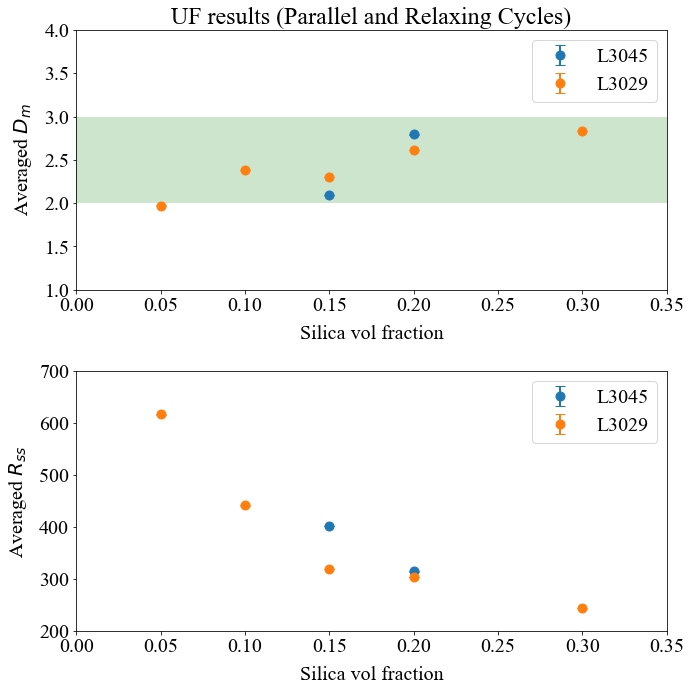 UF results (Parallel and Relaxing Cycles)
4.0
3.5
3.0
2.5
2.0
1.5
1.0
Averaged D_m
L3045
L3029
0.00 0.05 0.10 0.15 0.20 0.25 0.30 0.35
Silica vol fraction
700
600
500
400
300
200
Averaged R_ss
L3045
L3029
0.00 0.05 0.10 0.15 0.20 0.25 0.30 0.35
Silica vol fraction